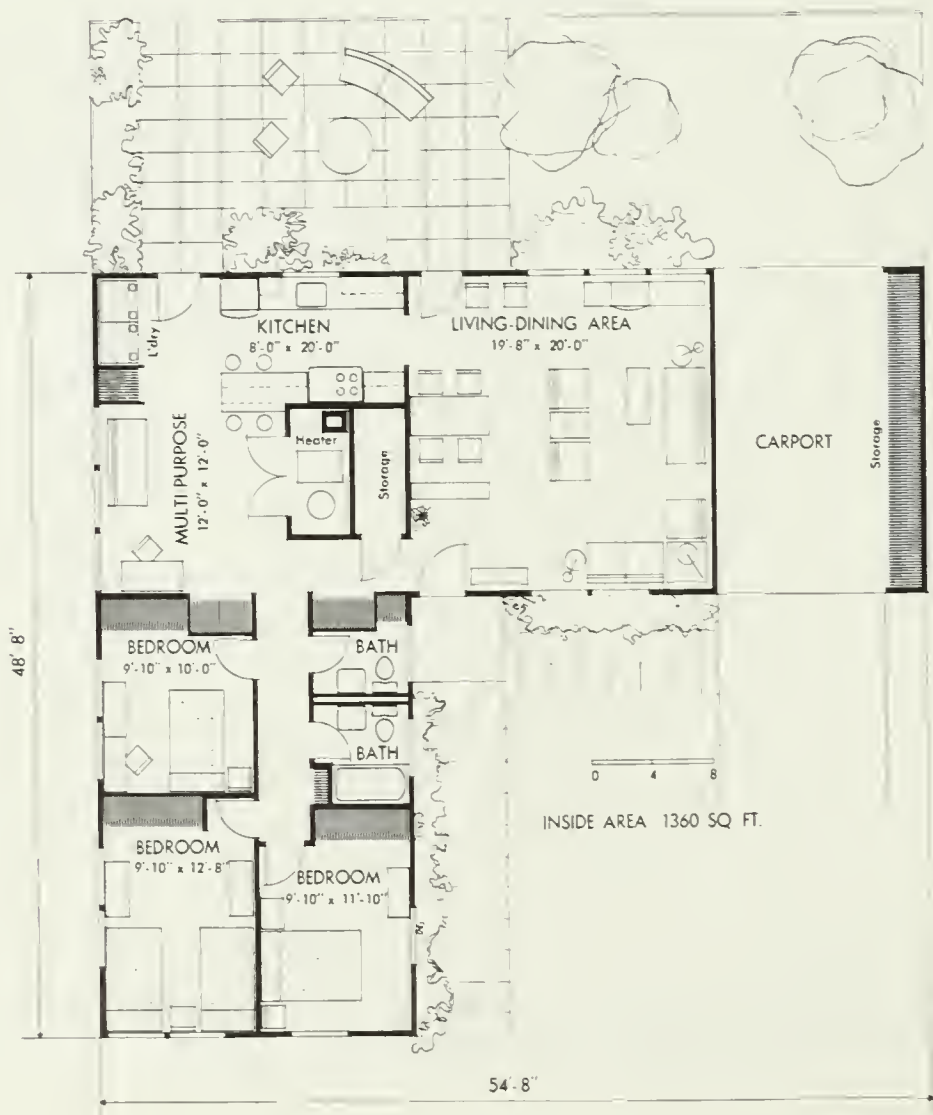 L'dry
KITCHEN
8'-0" x 20'-0"
LIVING-DINING AREA
19'-8" x 20'-0"
MULTI-PURPOSE
12'-0" x 12'-0"
Heater
Storage
CARPORT
Storage
48' 8"
BEDROOM
9'-10" x 10'-0"
BATH
BATH
0 4 8
INSIDE AREA 1360 SQ FT.
BEDROOM
9'-10" x 12'-8"
BEDROOM
9'-10" x 11'-10"
54'-8"